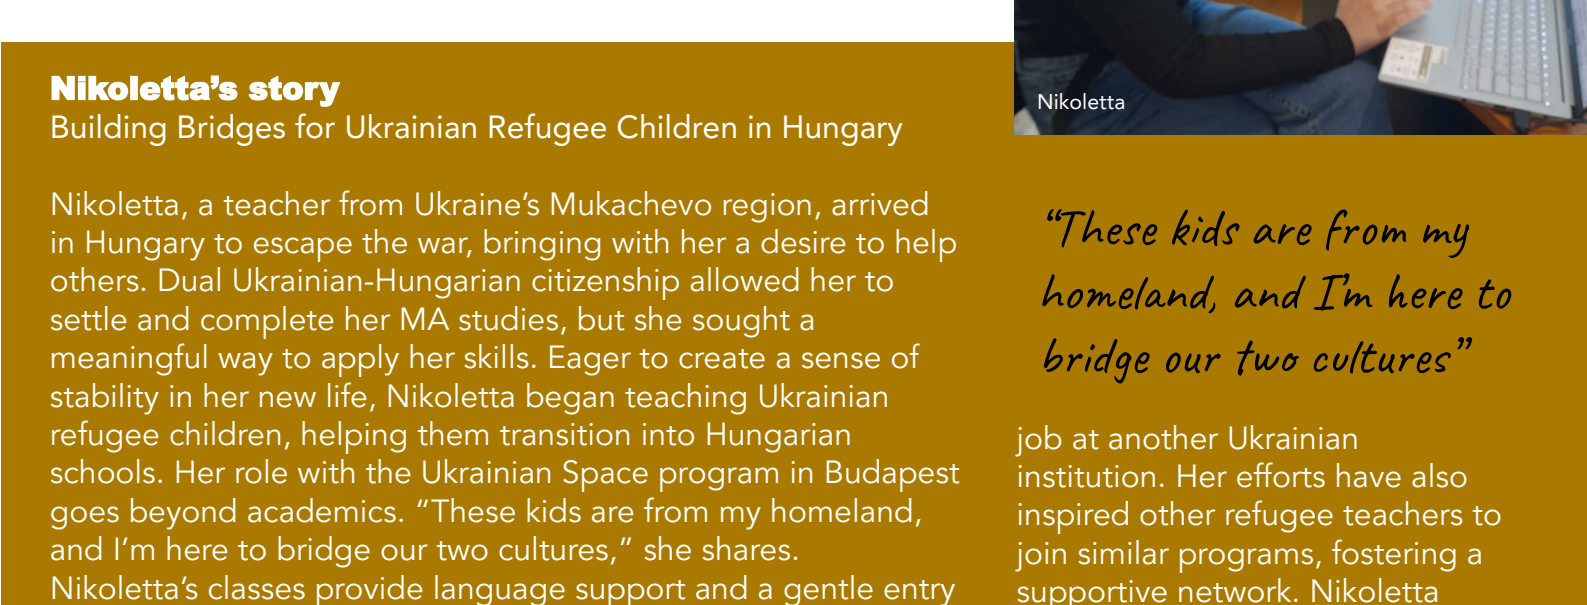 Nikoletta's story
Building Bridges for Ukrainian Refugee Children in Hungary
Nikoletta, a teacher from Ukraine's Mukachevo region, arrived
in Hungary to escape the war, bringing with her a desire to help
others. Dual Ukrainian-Hungarian citizenship allowed her to
settle and complete her MA studies, but she sought a
meaningful way to apply her skills. Eager to create a sense of
stability in her new life, Nikoletta began teaching Ukrainian
refugee children, helping them transition into Hungarian
schools. Her role with the Ukrainian Space program in Budapest
goes beyond academics. "These kids are from my homeland,
and I'm here to bridge our two cultures," she shares.
Nikoletta's classes provide language support and a gentle entry
Nikoletta
"These kids are from my
homeland, and I'm here to
bridge our two cultures"
job at another Ukrainian
institution. Her efforts have also
inspired other refugee teachers to
join similar programs, fostering a
supportive network. Nikoletta